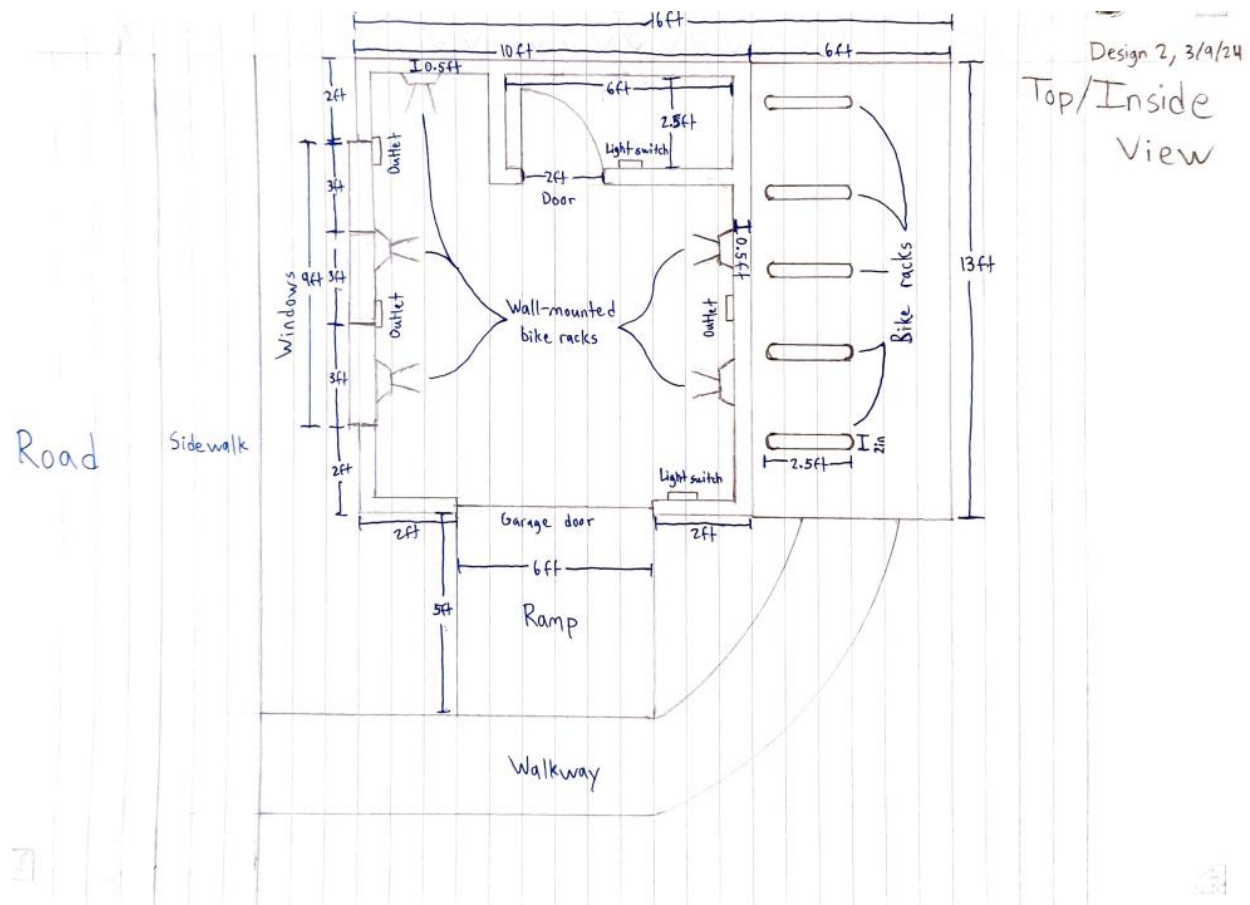 16ft
10ft
6ft
Design 2, 3/9/24
Top/Inside
View
0.5ft
2ft
6ft
2.5ft
Outlet
Light switch
3ft
2ft
Door
Bike racks
0.5ft
13ft
Windows
9ft
3ft
Outlet
Wall-mounted
bike racks
Outlet
3ft
Road
Sidewalk
2in
2.5ft
2ft
Light switch
Garage door
2ft
2ft
6ft
5ft
Ramp
Walkway